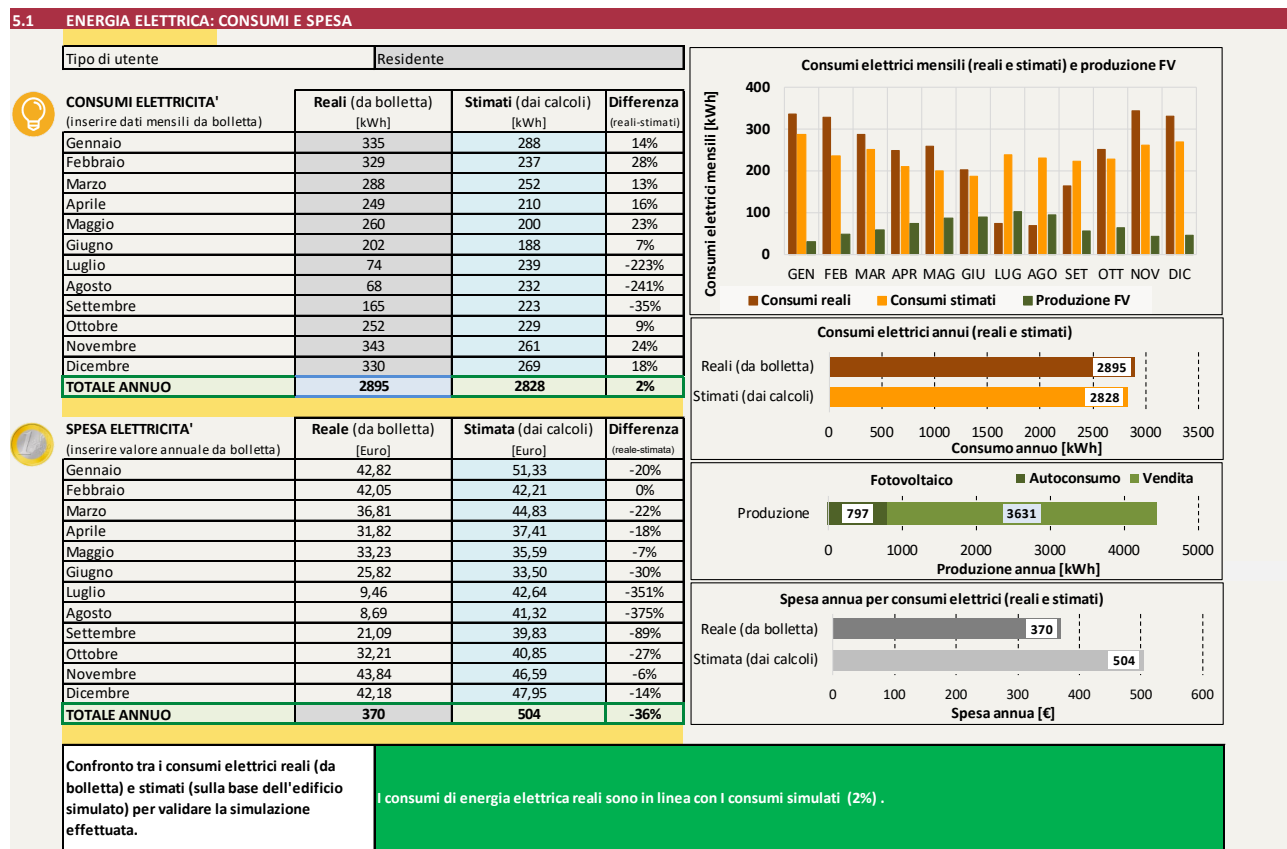 5.1 ENERGIA ELETTRICA: CONSUMI E SPESA
Tipo di utente Residente
CONSUMI ELETTRICITA' Reali (da bolletta) Stimati (dai calcoli) Differenza
(inserire dati mensili da bolletta) [kWh] [kWh] (reali-stimati)
Gennaio 335 288 14%
Febbraio 329 237 28%
Marzo 288 252 13%
Aprile 249 210 16%
Maggio 260 200 23%
Giugno 202 188 7%
Luglio 74 239 -223%
Agosto 68 232 -241%
Settembre 165 223 -35%
Ottobre 252 229 9%
Novembre 343 261 24%
Dicembre 330 269 18%
TOTALE ANNUO 2895 2828 2%
SPESA ELETTRICITA' Reale (da bolletta) Stimata (dai calcoli) Differenza
(inserire valore annuale da bolletta) [Euro] [Euro] (reale-stimata)
Gennaio 42,82 51,33 -20%
Febbraio 42,05 42,21 0%
Marzo 36,81 44,83 -22%
Aprile 31,82 37,41 -18%
Maggio 33,23 35,59 -7%
Giugno 25,82 33,50 -30%
Luglio 9,46 42,64 -351%
Agosto 8,69 41,32 -375%
Settembre 21,09 39,83 -89%
Ottobre 32,21 40,85 -27%
Novembre 43,84 46,59 -6%
Dicembre 42,18 47,95 -14%
TOTALE ANNUO 370 504 -36%
Consumi elettrici mensili (reali e stimati) e produzione FV
Consumi elettrici mensili [kWh]
400
300
200
100
0
GEN FEB MAR APR MAG GIU LUG AGO SET OTT NOV DIC
Consumi reali Consumi stimati Produzione FV
Consumi elettrici annui (reali e stimati)
Reali (da bolletta) 2895
Stimati (dai calcoli) 2828
0 500 1000 1500 2000 2500 3000 3500
Consumo annuo [kWh]
Fotovoltaico Autoconsumo Vendita
Produzione 797 3631
0 1000 2000 3000 4000 5000
Produzione annua [kWh]
Spesa annua per consumi elettrici (reali e stimati)
Reale (da bolletta) 370
Stimata (dai calcoli) 504
0 100 200 300 400 500 600
Spesa annua [€]
Confronto tra i consumi elettrici reali (da
bolletta) e stimati (sulla base dell'edificio
simulato) per validare la simulazione
effettuata.
I consumi di energia elettrica reali sono in linea con I consumi simulati (2%) .